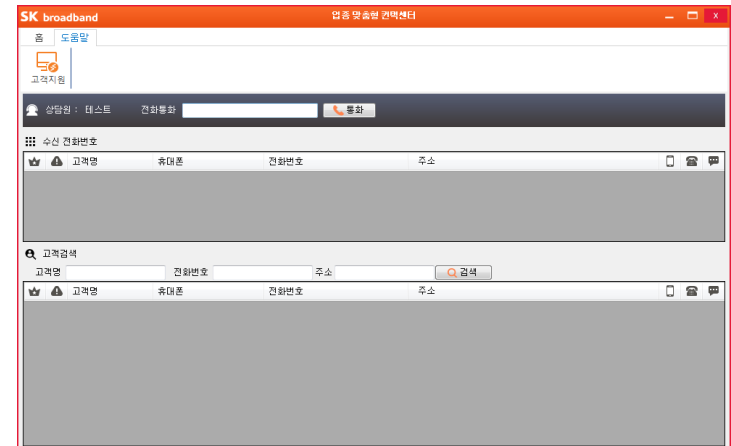 SK broadband 업종 맞춤형 컨택센터
홈 도움말
고객지원
상담원 : 테스트 전화통화 통화
수신 전화번호
고객명 휴대폰 전화번호 주소
고객검색
고객명 전화번호 주소 검색
고객명 휴대폰 전화번호 주소